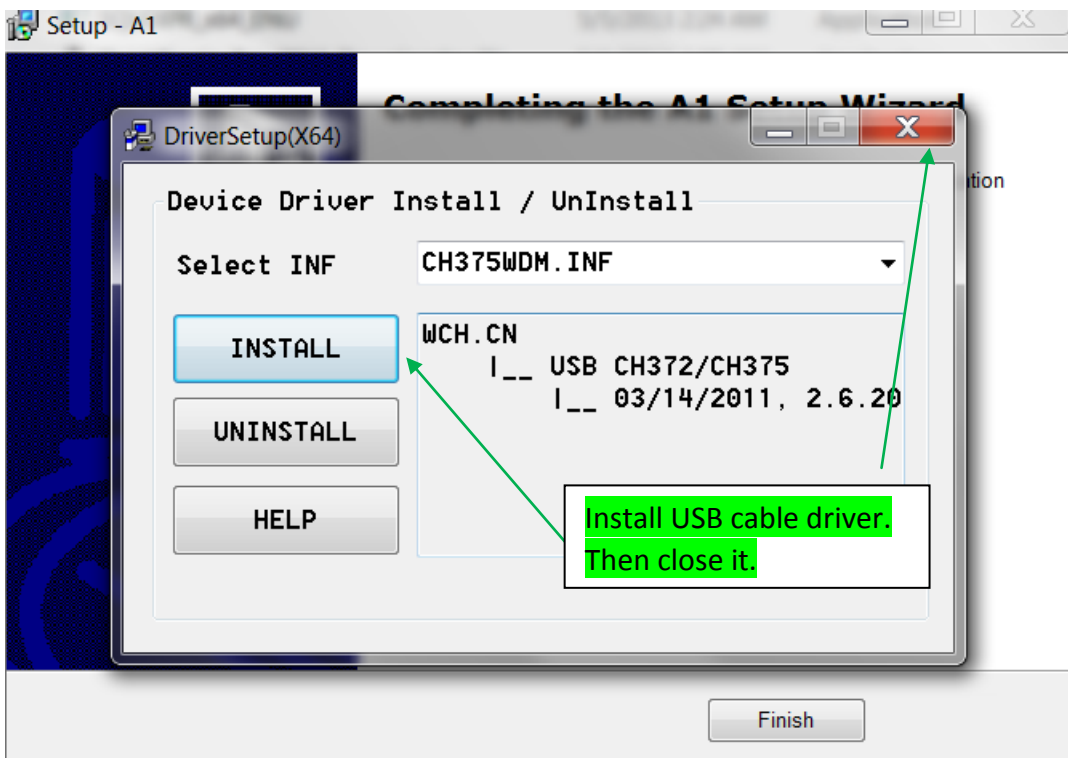 Setup - A1
Completing the A1 Setup Wizard
DriverSetup(X64)
ation
Device Driver Install / UnInstall
Select INF
CH375WDM.INF
INSTALL
WCH.CN
|__ USB CH372/CH375
|__ 03/14/2011, 2.6.20
UNINSTALL
HELP
Install USB cable driver.
Then close it.
Finish